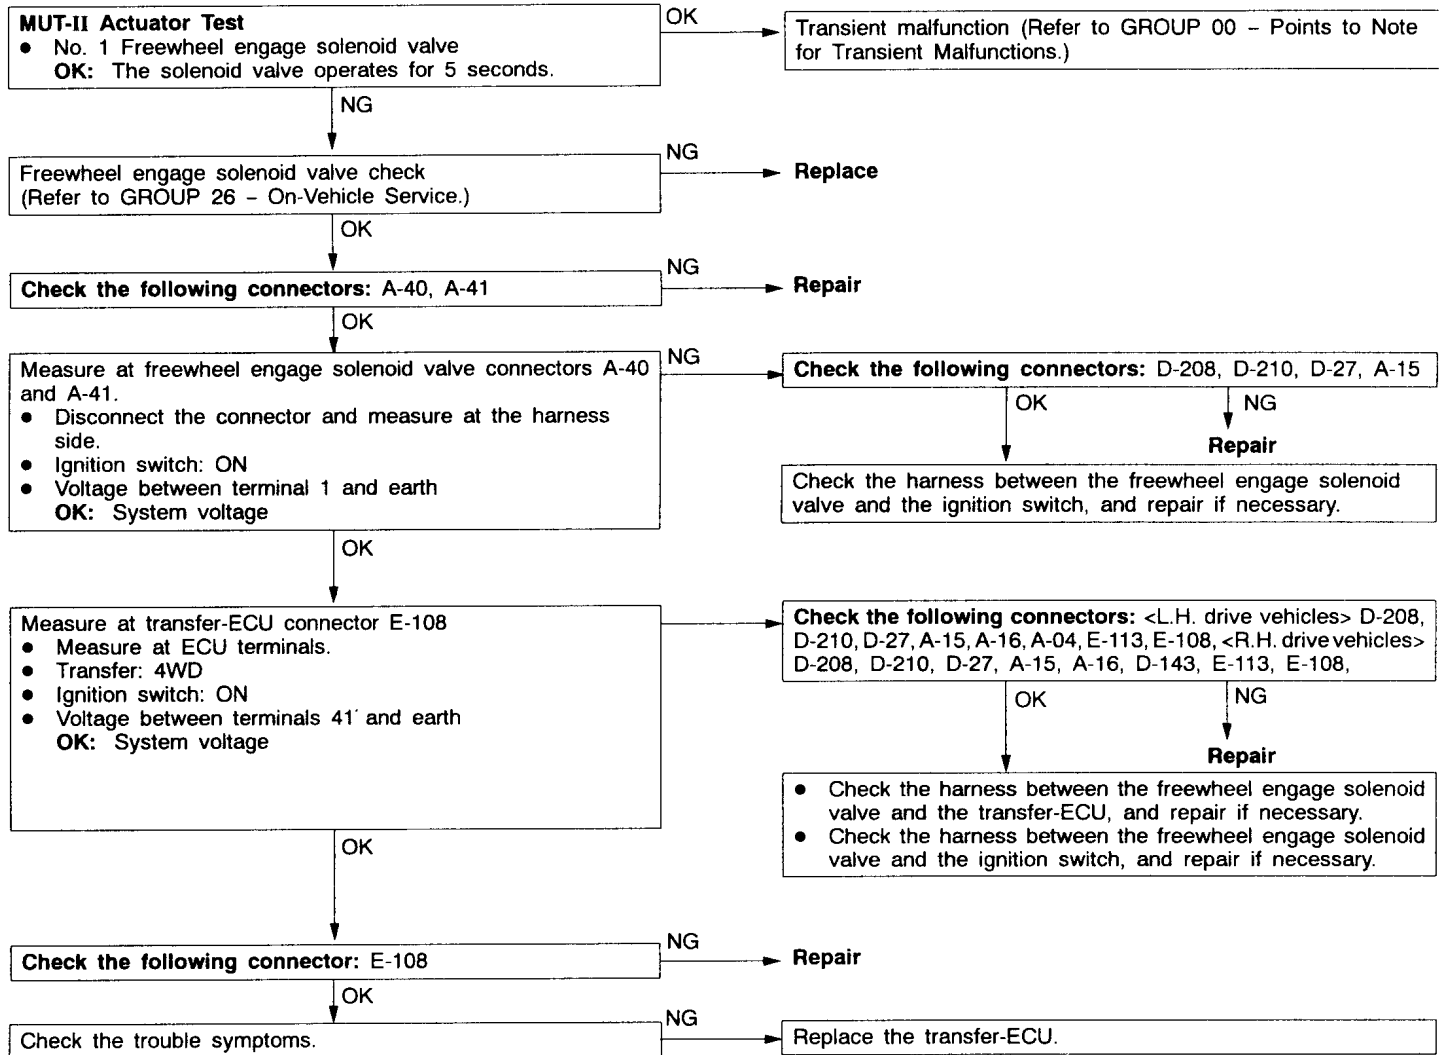 MUT-II Actuator Test
● No. 1 Freewheel engage solenoid valve
OK: The solenoid valve operates for 5 seconds.
OK
Transient malfunction (Refer to GROUP 00 – Points to Note
for Transient Malfunctions.)
NG
Freewheel engage solenoid valve check
(Refer to GROUP 26 – On-Vehicle Service.)
NG
Replace
OK
Check the following connectors: A-40, A-41
NG
Repair
OK
Measure at freewheel engage solenoid valve connectors A-40
and A-41.
● Disconnect the connector and measure at the harness
side.
● Ignition switch: ON
● Voltage between terminal 1 and earth
OK: System voltage
NG
Check the following connectors: D-208, D-210, D-27, A-15
OK
NG
Repair
Check the harness between the freewheel engage solenoid
valve and the ignition switch, and repair if necessary.
OK
Measure at transfer-ECU connector E-108
● Measure at ECU terminals.
● Transfer: 4WD
● Ignition switch: ON
● Voltage between terminals 41 and earth
OK: System voltage
Check the following connectors: <L.H. drive vehicles> D-208,
D-210, D-27, A-15, A-16, A-04, E-113, E-108, <R.H. drive vehicles>
D-208, D-210, D-27, A-15, A-16, D-143, E-113, E-108,
OK
NG
Repair
● Check the harness between the freewheel engage solenoid
valve and the transfer-ECU, and repair if necessary.
● Check the harness between the freewheel engage solenoid
valve and the ignition switch, and repair if necessary.
OK
Check the following connector: E-108
NG
Repair
OK
Check the trouble symptoms.
NG
Replace the transfer-ECU.